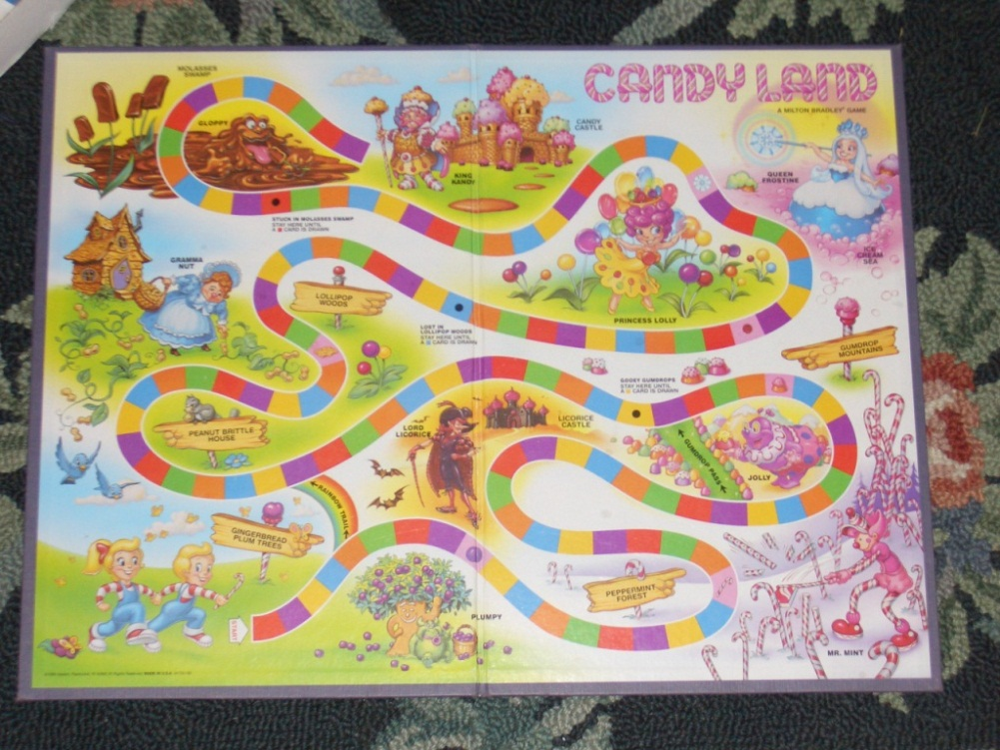 MOLASSES
SWAMP
CANDY LAND
A MILTON BRADLEY® GAME
GLOPPY
CANDY
CASTLE
KING
KANDY
QUEEN
FROSTINE
STUCK IN MOLASSES SWAMP
STAY HERE UNTIL
A CARD IS DRAWN
ICE
CREAM
SEA
GRAMMA
NUT
LOLLIPOP
WOODS
PRINCESS LOLLY
LOST IN
LOLLIPOP WOODS
STAY HERE UNTIL
A CARD IS DRAWN
GUMDROP
MOUNTAINS
GOOEY GUMDROPS
STAY HERE UNTIL
A CARD IS DRAWN
PEANUT BRITTLE
HOUSE
LORD
LICORICE
LICORICE
CASTLE
GUMDROP PASS
JOLLY
RAINBOW TRAIL
GINGERBREAD
PLUM TREES
PEPPERMINT
FOREST
START
PLUMPY
MR. MINT